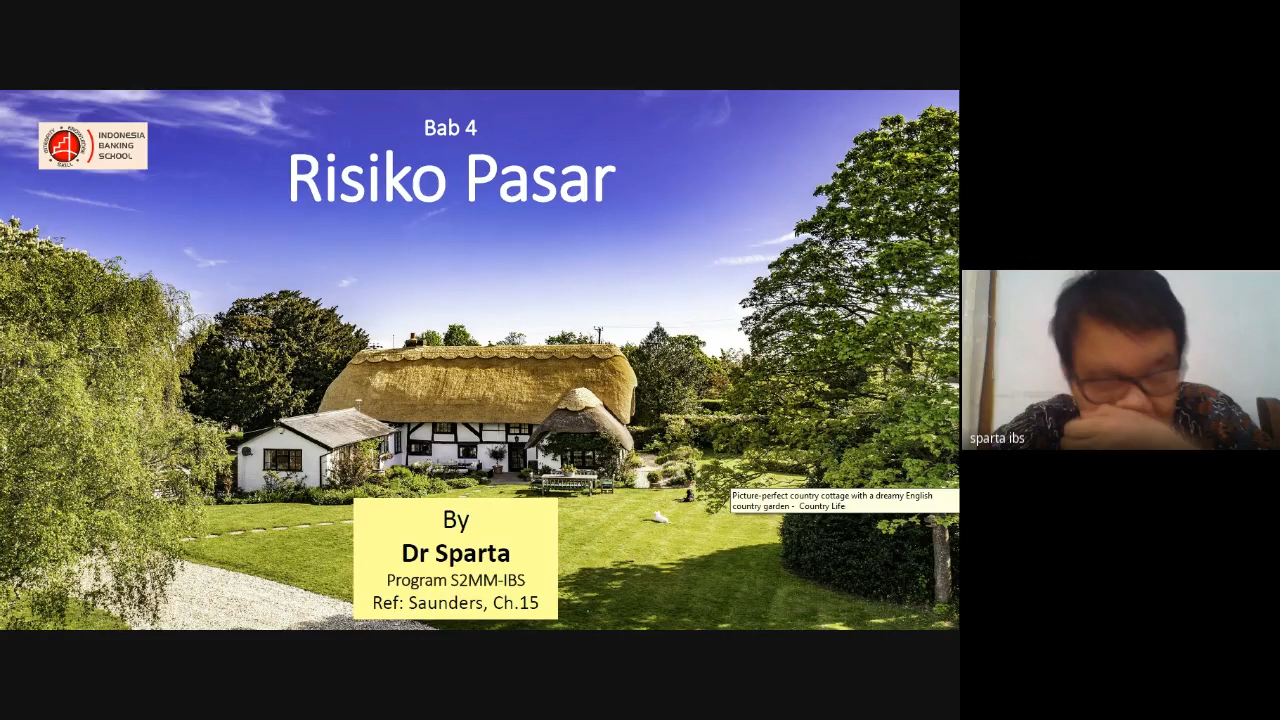 Bab 4
Risiko Pasar
INDONESIA
BANKING
SCHOOL
By
Dr Sparta
Program S2MM-IBS
Ref: Saunders, Ch.15
Picture-perfect country cottage with a dreamy English
country garden - Country Life
sparta ibs